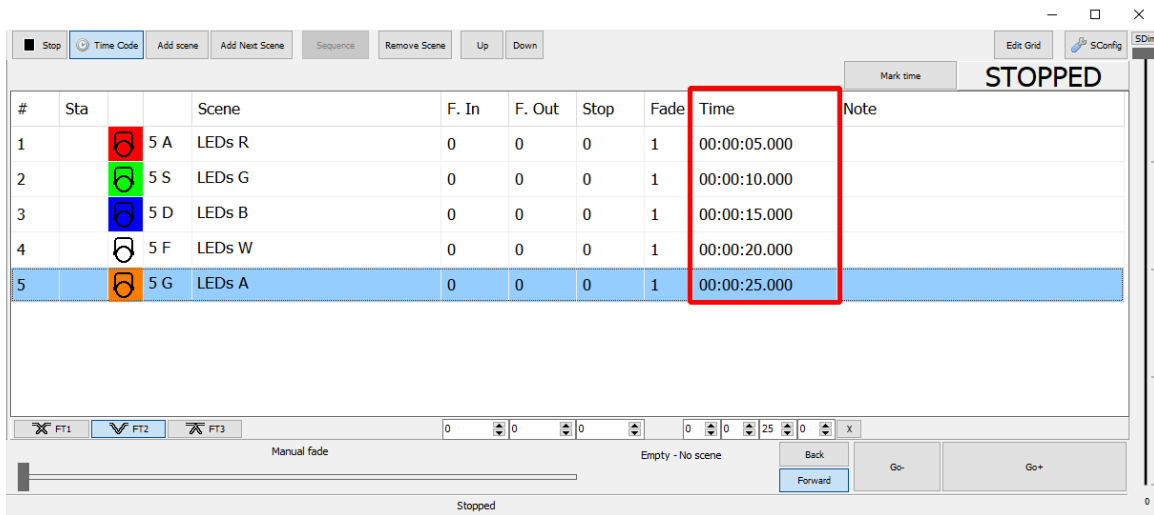 Stop Time Code Add scene Add Next Scene Sequence Remove Scene Up Down Edit Grid SConfig SDim
Mark time STOPPED
# Sta Scene F. In F. Out Stop Fade Time Note
1 5 A LEDs R 0 0 0 1 00:00:05.000
2 5 S LEDs G 0 0 0 1 00:00:10.000
3 5 D LEDs B 0 0 0 1 00:00:15.000
4 5 F LEDs W 0 0 0 1 00:00:20.000
5 5 G LEDs A 0 0 0 1 00:00:25.000
FT1 FT2 FT3 0 0 0 0 0 25 0 X
Manual fade Empty - No scene Back Go- Go+
Forward
Stopped 0